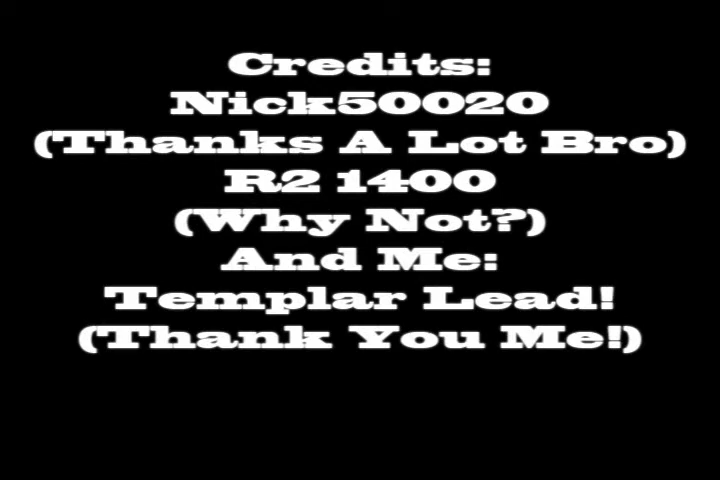 Credits:
Nick50020
(Thanks A Lot Bro)
R2 1400
(Why Not?)
And Me:
Templar Lead!
(Thank You Me!)